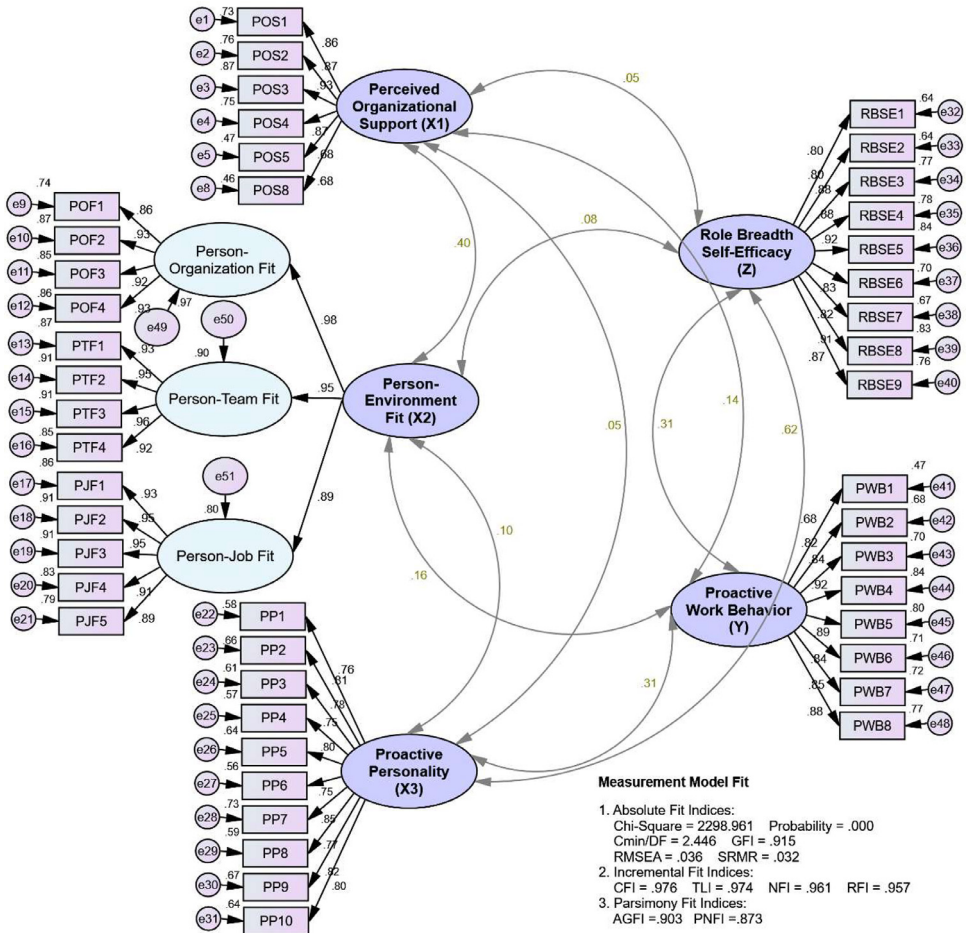 e1
.73
POS1
e2
.76
POS2
e3
.87
POS3
e4
.75
POS4
e5
.47
POS5
e8
.46
POS8
.86
.87
.93
.87
.68
.68
Perceived
Organizational
Support (X1)
e9
.74
POF1
e10
.87
POF2
e11
.85
POF3
e12
.86
POF4
.86
.93
.92
.93
Person-
Organization Fit
e49
.97
e13
.87
PTF1
e14
.91
PTF2
e15
.91
PTF3
e16
.85
PTF4
.93
.95
.96
.92
e50
.90
Person-Team Fit
e17
.86
PJF1
e18
.91
PJF2
e19
.91
PJF3
e20
.83
PJF4
e21
.79
PJF5
.93
.95
.95
.91
.89
e51
.80
Person-Job Fit
.98
.95
.89
Person-
Environment
Fit (X2)
e22
.58
PP1
e23
.66
PP2
e24
.61
PP3
e25
.57
PP4
e26
.64
PP5
e27
.56
PP6
e28
.73
PP7
e29
.59
PP8
e30
.67
PP9
e31
.64
PP10
.76
.81
.78
.75
.80
.75
.85
.77
.82
.80
Proactive
Personality
(X3)
.05
.08
.40
.14
.05
.31
.62
.10
.16
.31
Role Breadth
Self-Efficacy
(Z)
.80
.80
.88
.88
.92
.83
.82
.91
.87
RBSE1
.64
e32
RBSE2
.64
e33
RBSE3
.77
e34
RBSE4
.78
e35
RBSE5
.84
e36
RBSE6
.70
e37
RBSE7
.67
e38
RBSE8
.83
e39
RBSE9
.76
e40
Proactive
Work Behavior
(Y)
.68
.82
.84
.92
.89
.84
.85
.88
PWB1
.47
e41
PWB2
.68
e42
PWB3
.70
e43
PWB4
.84
e44
PWB5
.80
e45
PWB6
.71
e46
PWB7
.72
e47
PWB8
.77
e48
Measurement Model Fit
1. Absolute Fit Indices:
Chi-Square = 2298.961 Probability = .000
Cmin/DF = 2.446 GFI = .915
RMSEA = .036 SRMR = .032
2. Incremental Fit Indices:
CFI = .976 TLI = .974 NFI = .961 RFI = .957
3. Parsimony Fit Indices:
AGFI =.903 PNFI =.873